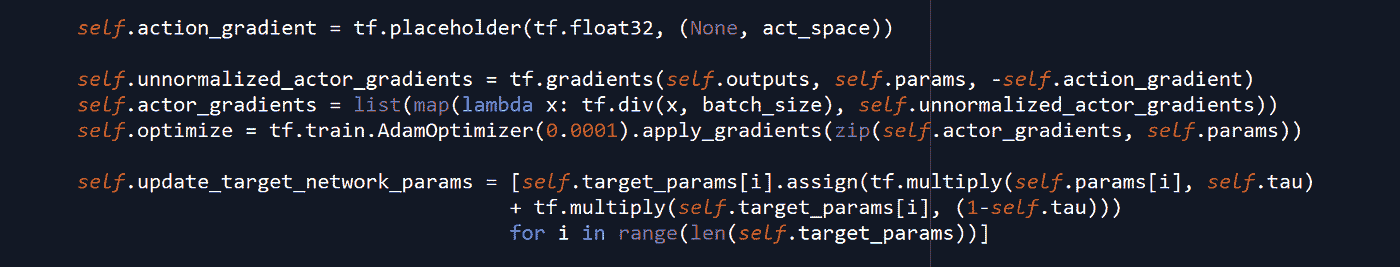 self.action_gradient = tf.placeholder(tf.float32, (None, act_space))
self.unnormalized_actor_gradients = tf.gradients(self.outputs, self.params, -self.action_gradient)
self.actor_gradients = list(map(lambda x: tf.div(x, batch_size), self.unnormalized_actor_gradients))
self.optimize = tf.train.AdamOptimizer(0.0001).apply_gradients(zip(self.actor_gradients, self.params))
self.update_target_network_params = [self.target_params[i].assign(tf.multiply(self.params[i], self.tau)
+ tf.multiply(self.target_params[i], (1-self.tau)))
for i in range(len(self.target_params))]